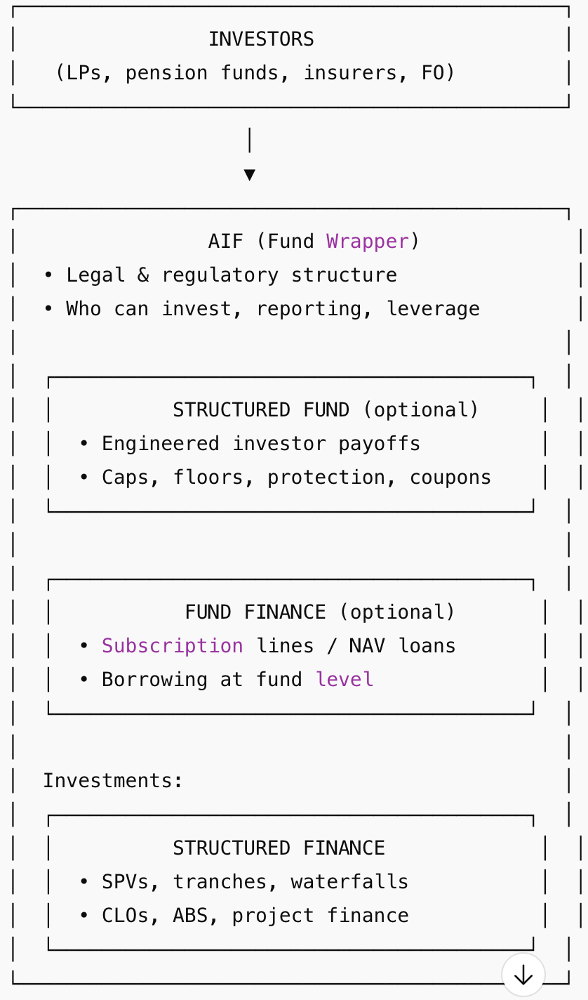 INVESTORS
(LPs, pension funds, insurers, FO)
▼
AIF (Fund Wrapper)
• Legal & regulatory structure
• Who can invest, reporting, leverage
STRUCTURED FUND (optional)
• Engineered investor payoffs
• Caps, floors, protection, coupons
FUND FINANCE (optional)
• Subscription lines / NAV loans
• Borrowing at fund level
Investments:
STRUCTURED FINANCE
• SPVs, tranches, waterfalls
• CLOs, ABS, project finance